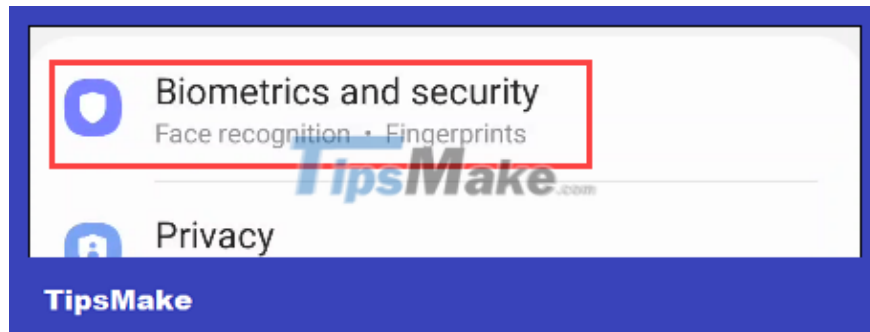 Biometrics and security
Face recognition • Fingerprints
TipsMake.com
Privacy
TipsMake